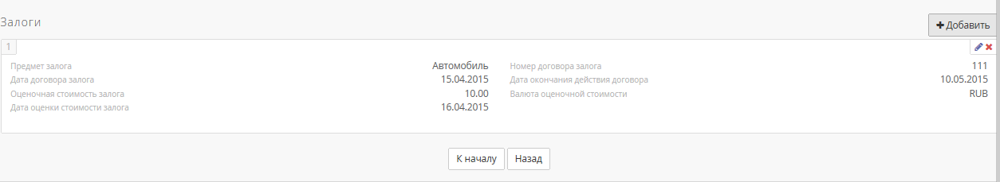 Залоги
Добавить
1
Предмет залога Автомобиль Номер договора залога 111
Дата договора залога 15.04.2015 Дата окончания действия договора 10.05.2015
Оценочная стоимость залога 10.00 Валюта оценочной стоимости RUB
Дата оценки стоимости залога 16.04.2015
К началу Назад